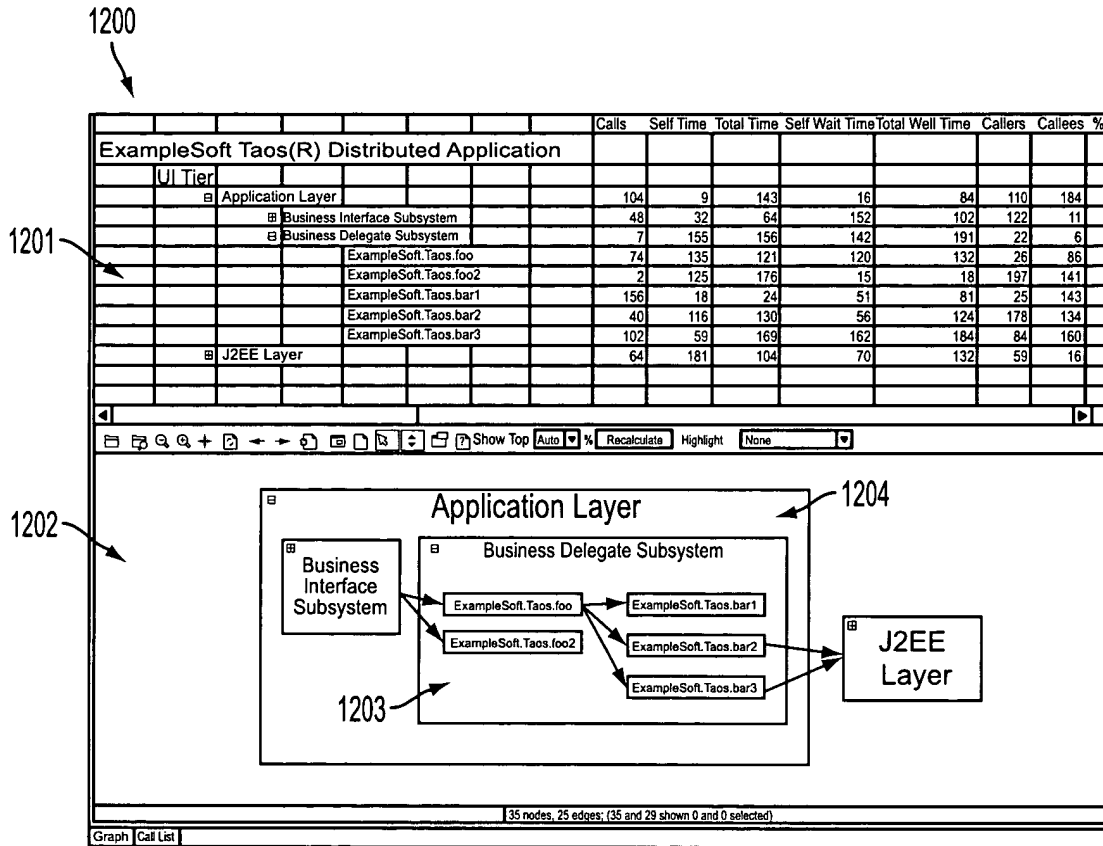 1200
Calls Self Time Total Time Self Wait Time Total Well Time Callers Callees %
ExampleSoft Taos(R) Distributed Application
UI Tier
Application Layer 104 9 143 16 84 110 184
Business Interface Subsystem 48 32 64 152 102 122 11
1201
Business Delegate Subsystem 7 155 156 142 191 22 6
ExampleSoft.Taos.foo 74 135 121 120 132 26 86
ExampleSoft.Taos.foo2 2 125 176 15 18 197 141
ExampleSoft.Taos.bar1 156 18 24 51 81 25 143
ExampleSoft.Taos.bar2 40 116 130 56 124 178 134
ExampleSoft.Taos.bar3 102 59 169 162 184 84 160
J2EE Layer 64 181 104 70 132 59 16
Show Top Auto % Recalculate Highlight None
1202
Application Layer
1204
Business
Interface
Subsystem
Business Delegate Subsystem
ExampleSoft.Taos.foo
ExampleSoft.Taos.bar1
ExampleSoft.Taos.foo2
ExampleSoft.Taos.bar2
ExampleSoft.Taos.bar3
1203
J2EE
Layer
35 nodes, 25 edges; (35 and 29 shown 0 and 0 selected)
Graph Call List